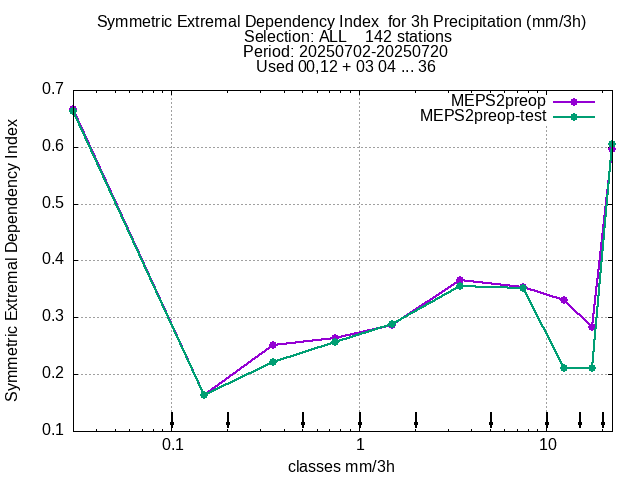 Symmetric Extremal Dependency Index  for 3h Precipitation (mm/3h)
Selection: ALL    142 stations
Period: 20250702-20250720
Used 00,12 + 03 04 ... 36
MEPS2preop
MEPS2preop-test
Symmetric Extremal Dependency Index
0.7
0.6
0.5
0.4
0.3
0.2
0.1
0.1 1 10
classes mm/3h